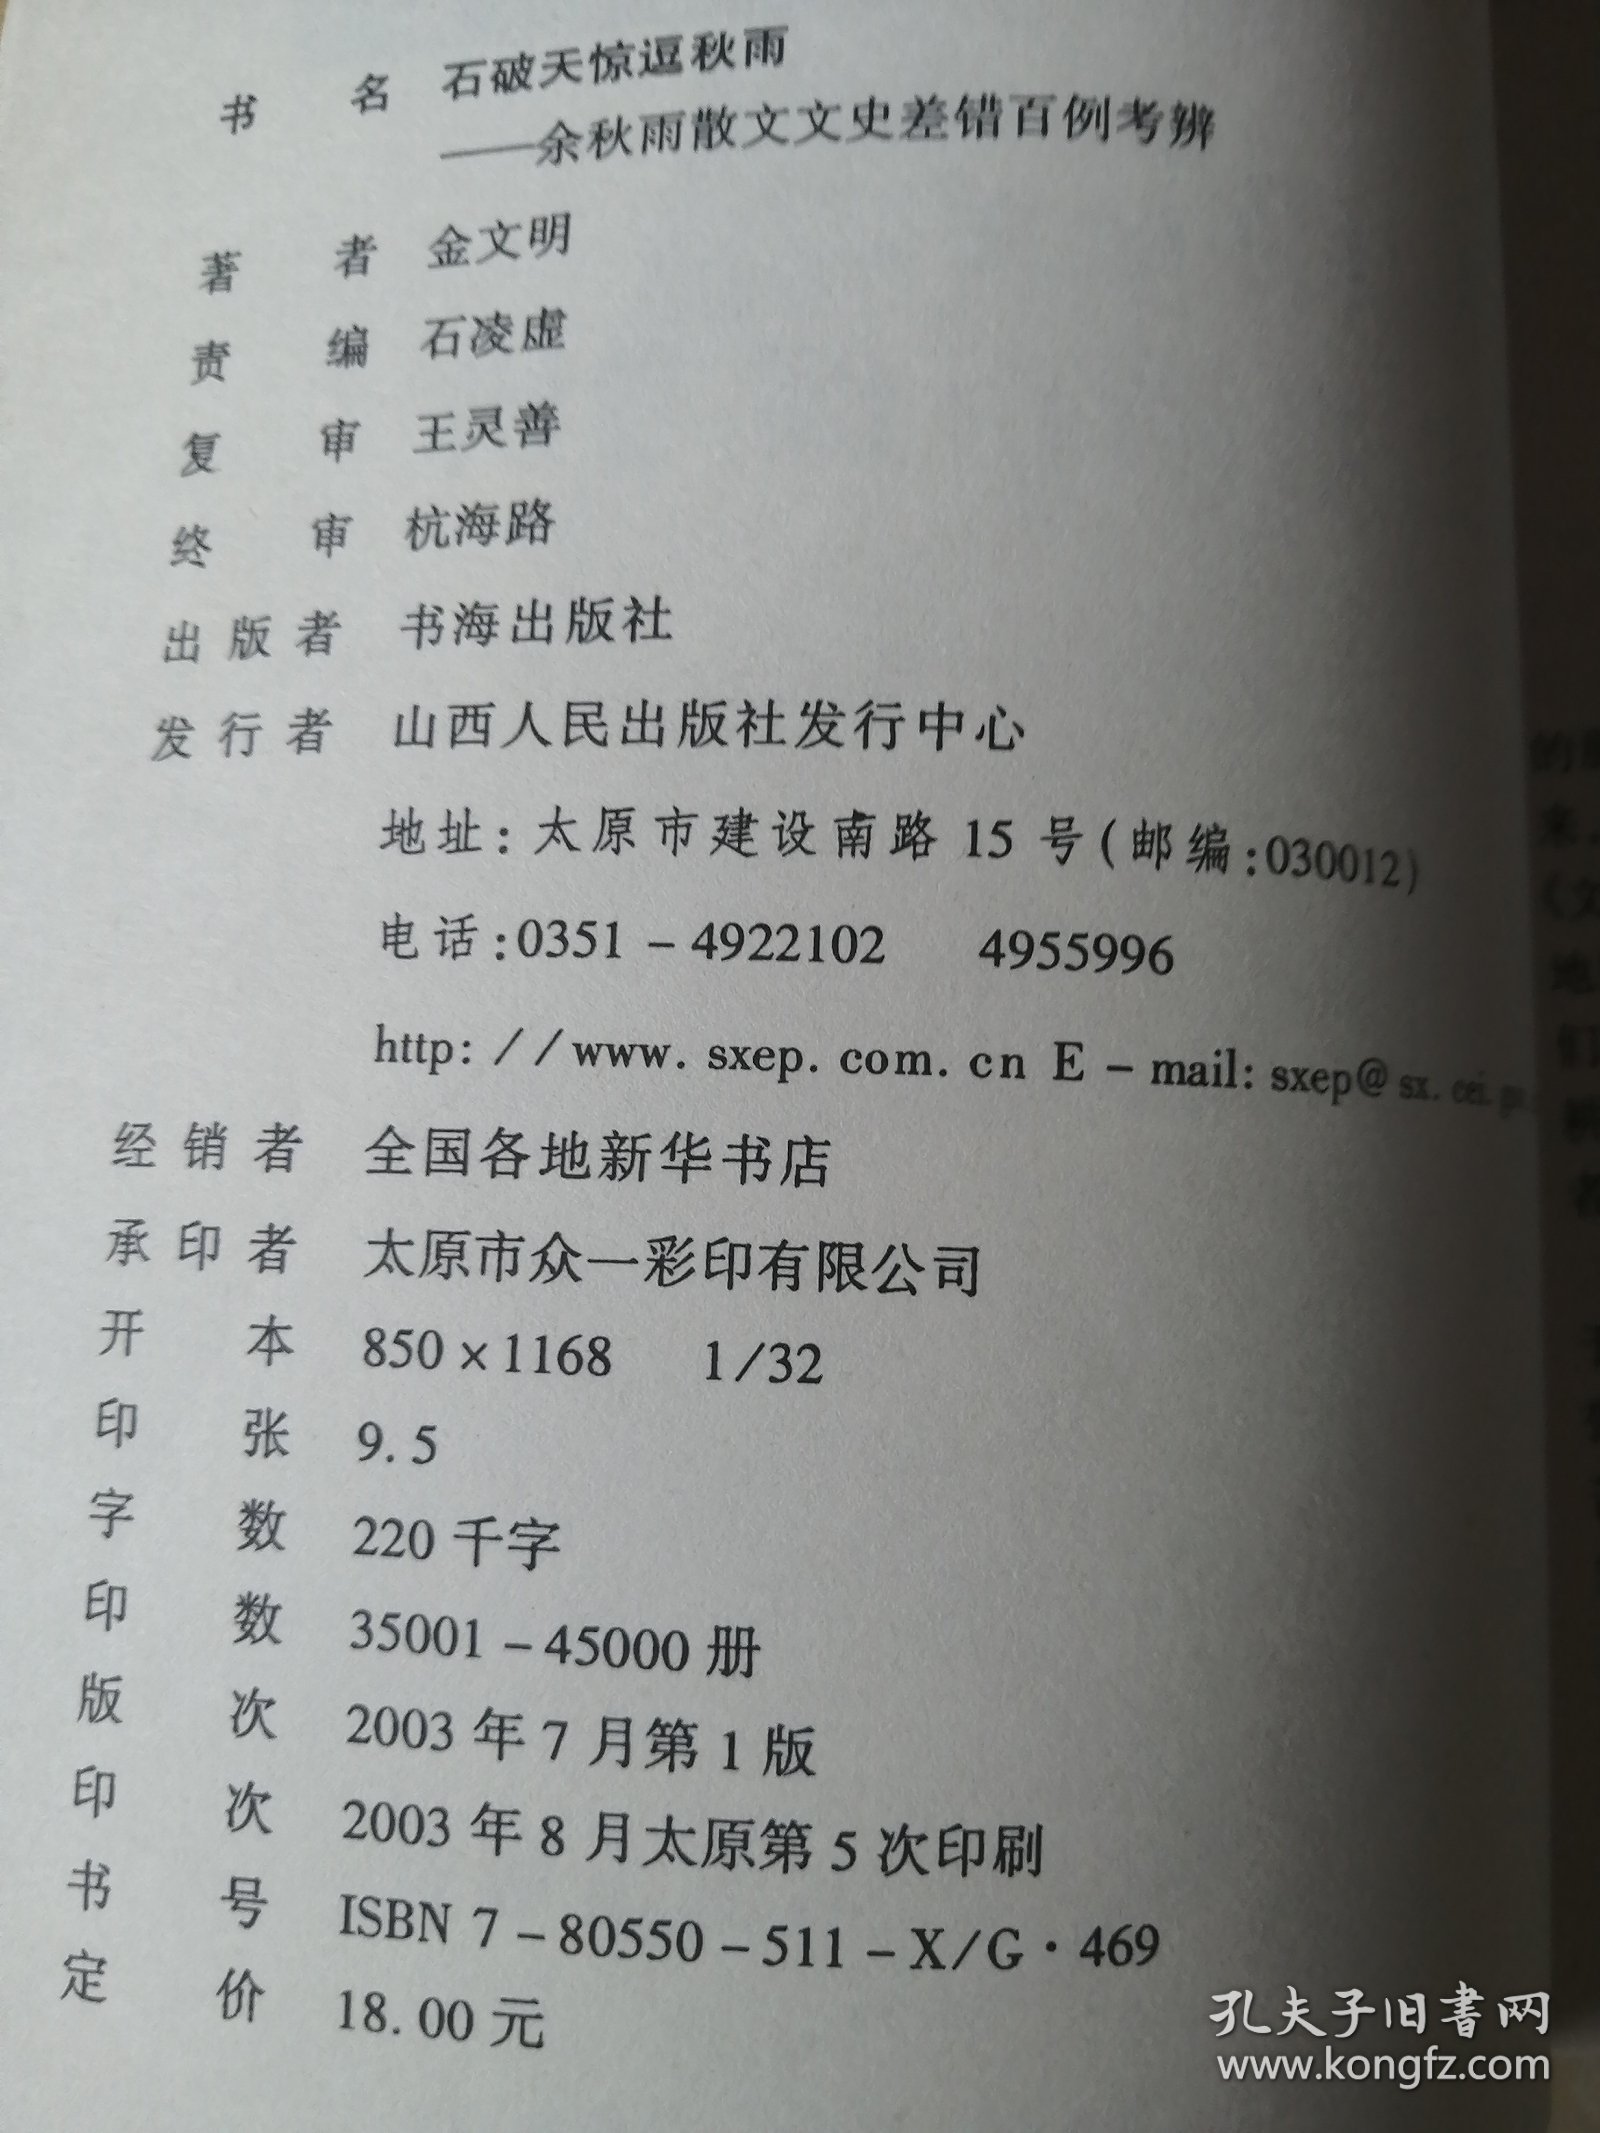 书 名 石破天惊逗秋雨
——余秋雨散文文史差错百例考辨
著 者 金文明
责 编 石凌虚
复 审 王灵善
终 审 杭海路
出版者 书海出版社
发行者 山西人民出版社发行中心
地址:太原市建设南路 15 号(邮编:030012)
电话:0351-4922102 4955996
http://www.sxep.com.cn E-mail:sxep@sx.cei.
经销者 全国各地新华书店
承印者 太原市众一彩印有限公司
开 本 850×1168 1/32
印 张 9.5
字 数 220千字
印 数 35001-45000册
版 次 2003年7月第1版
印 次 2003年8月太原第5次印刷
书 号 ISBN 7-80550-511-X/G·469
定 价 18.00元
孔夫子旧書网
www.kongfz.com